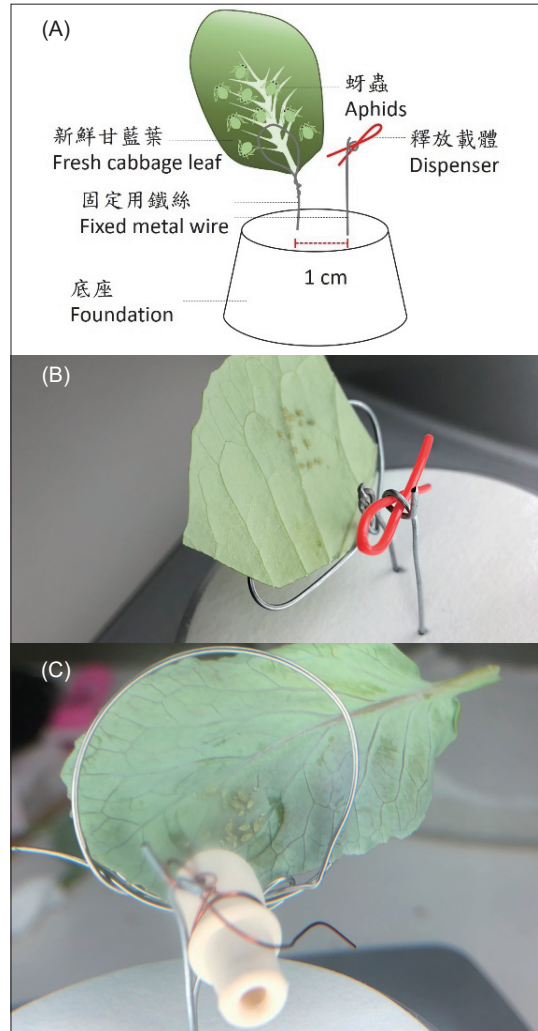 (A)
蚜蟲
Aphids
新鮮甘藍葉
Fresh cabbage leaf
釋放載體
Dispenser
固定用鐵絲
Fixed metal wire
1 cm
底座
Foundation
(B)
(C)